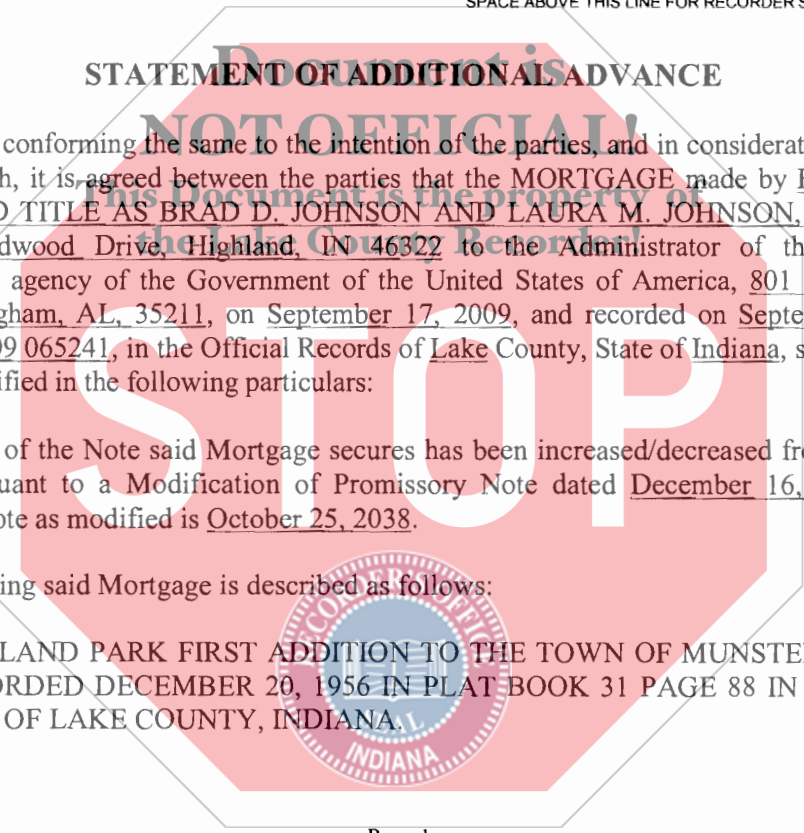 SPACE ABOVE THIS LINE FOR RECORDER'S
STATEMENT OF ADDITIONAL ADVANCE
Document is
NOT OFFICIAL!
This Document is the property of
the Lake County Recorder!
conforming the same to the intention of the parties, and in considerat
h, it is agreed between the parties that the MORTGAGE made by
D TITLE AS BRAD D. JOHNSON AND LAURA M. JOHNSON,
dwood Drive, Highland, IN 46322 to the Administrator of th
agency of the Government of the United States of America, 801
gham, AL, 35211, on September 17, 2009, and recorded on Septe
09 065241, in the Official Records of Lake County, State of Indiana, s
ified in the following particulars:
of the Note said Mortgage secures has been increased/decreased fr
uant to a Modification of Promissory Note dated December 16,
ote as modified is October 25, 2038.
STOP
ing said Mortgage is described as follows:
LAND PARK FIRST ADDITION TO THE TOWN OF MUNSTE
ORDED DECEMBER 20, 1956 IN PLAT BOOK 31 PAGE 88 IN
OF LAKE COUNTY, INDIANA.
RECORDER'S OFFICE
SEAL
INDIANA